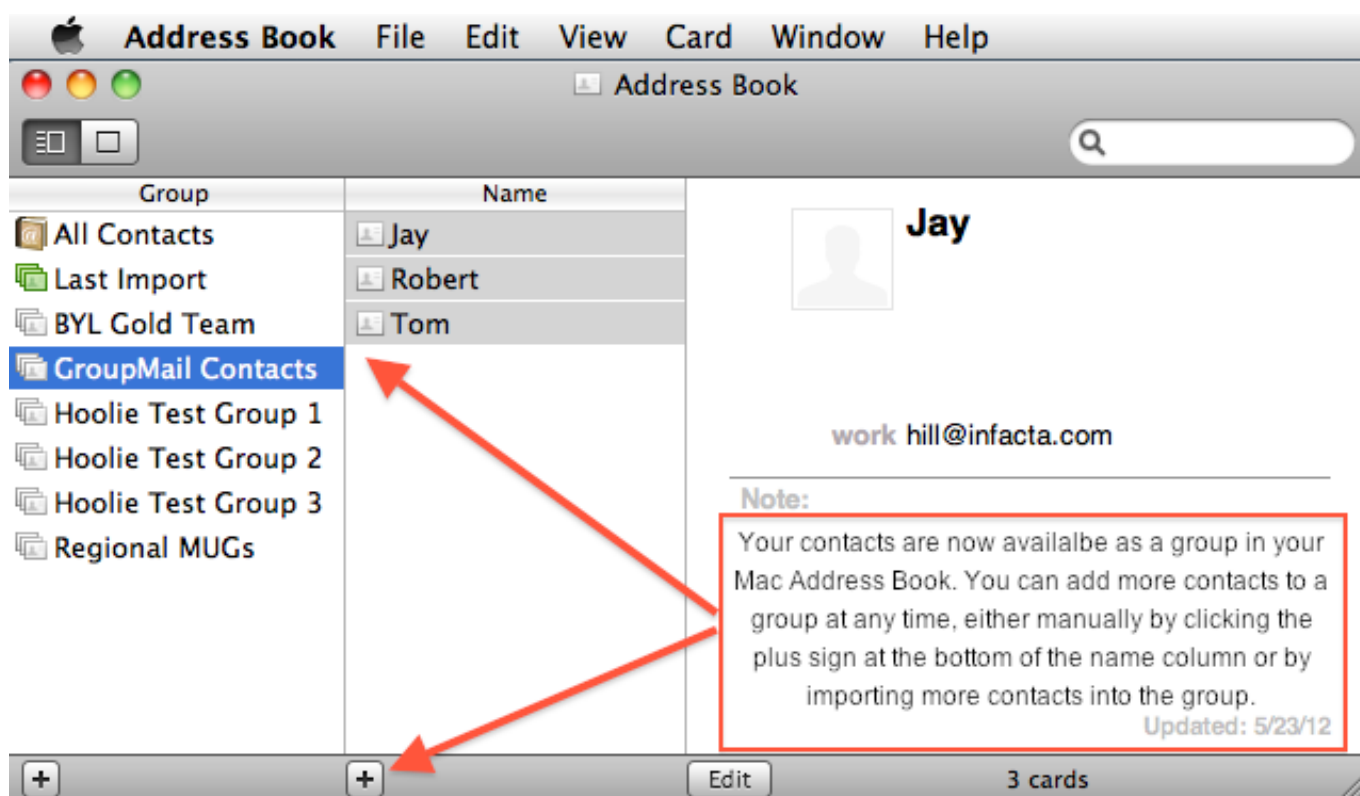 Address Book File Edit View Card Window Help
Address Book
Group
Name
All Contacts
Last Import
BYL Gold Team
GroupMail Contacts
Hoolie Test Group 1
Hoolie Test Group 2
Hoolie Test Group 3
Regional MUGs
Jay
Robert
Tom
Jay
work hill@infacta.com
Note:
Your contacts are now availalbe as a group in your
Mac Address Book. You can add more contacts to a
group at any time, either manually by clicking the
plus sign at the bottom of the name column or by
importing more contacts into the group.
Updated: 5/23/12
+
+
Edit
3 cards